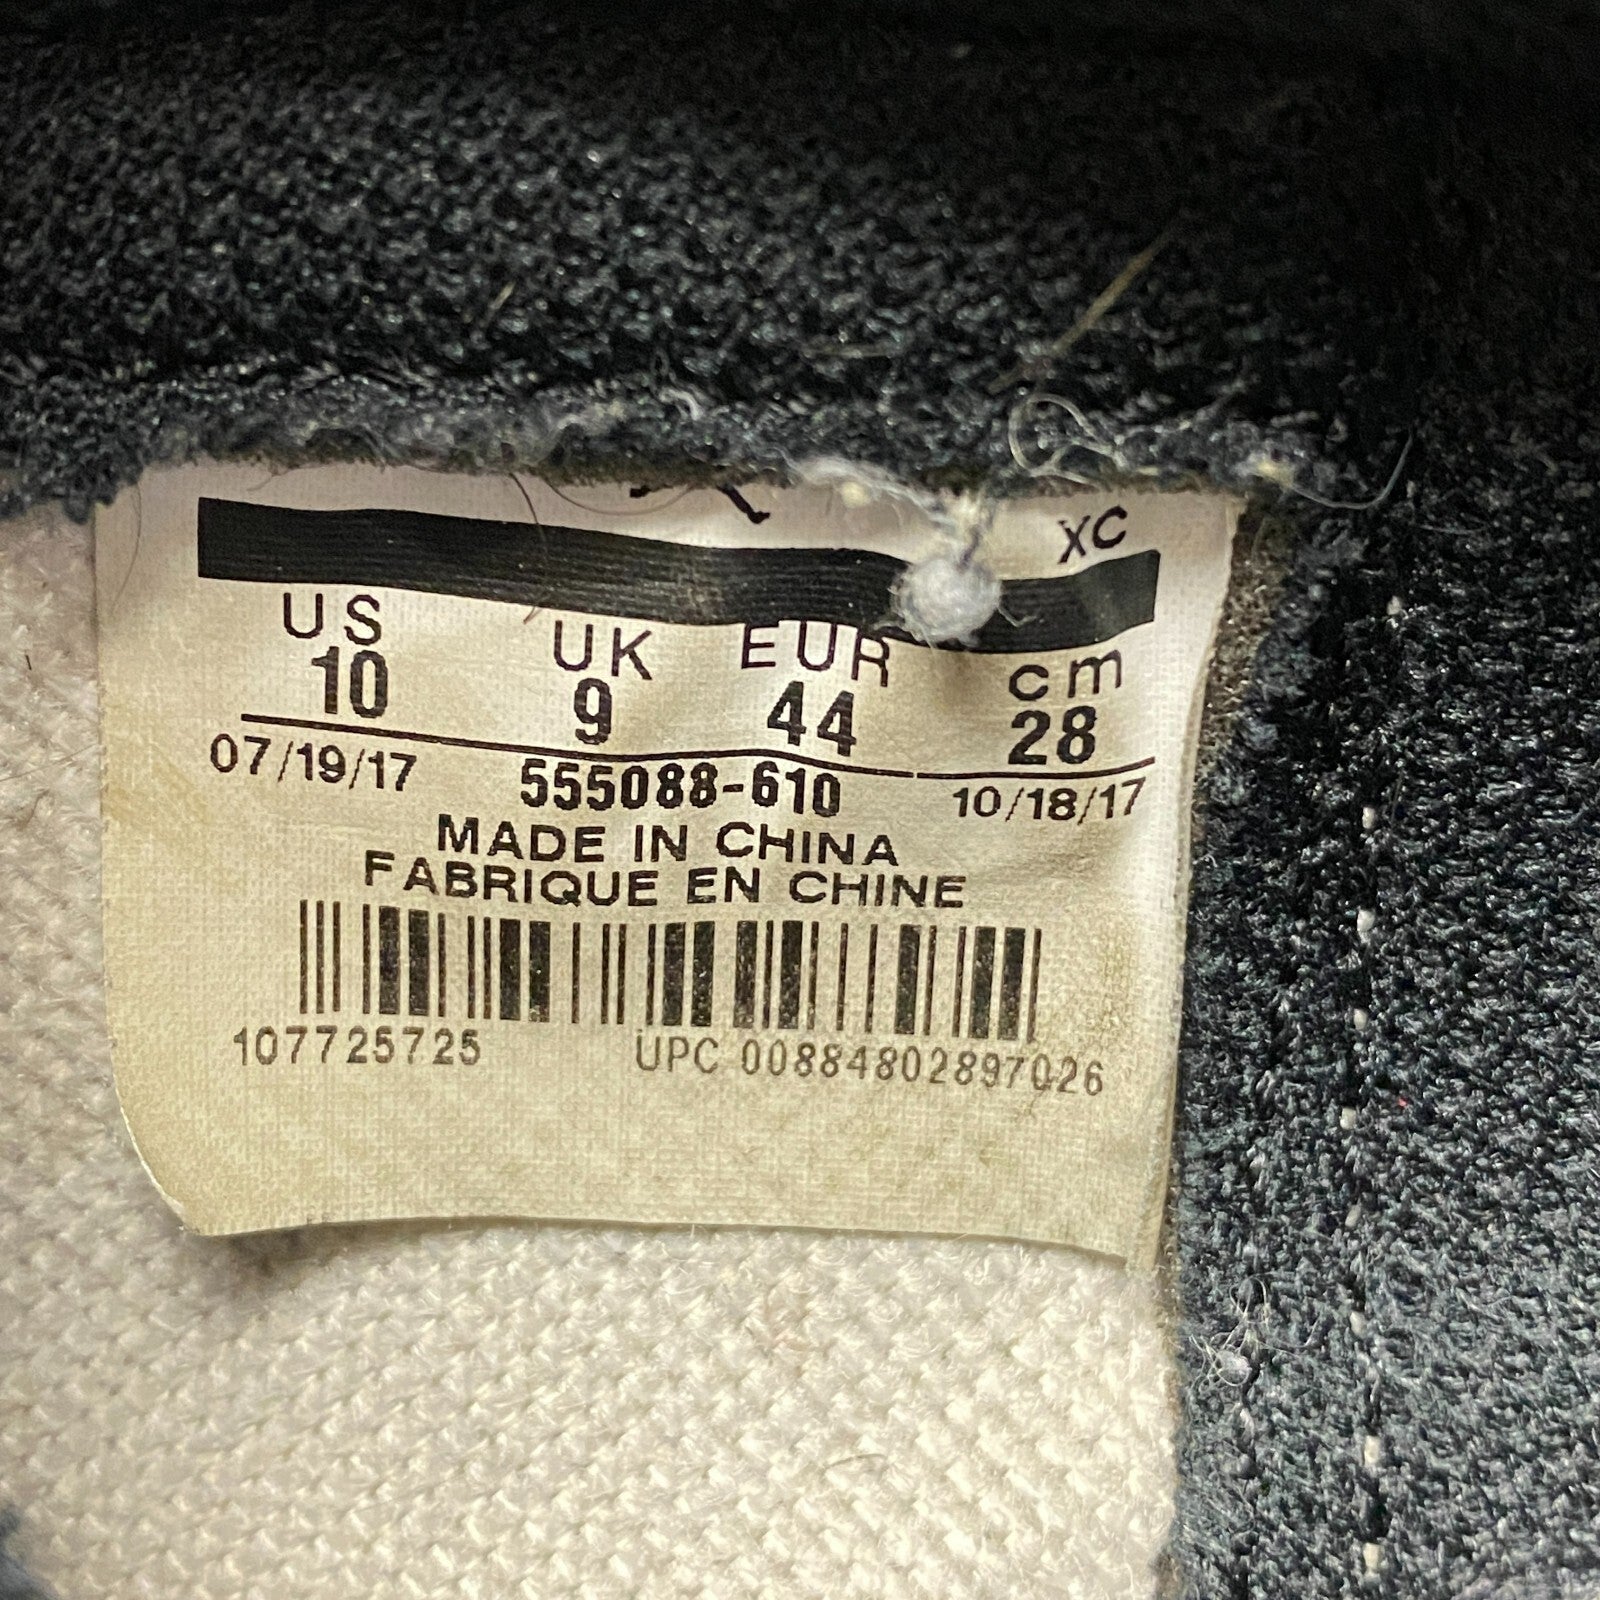 XC
US UK EUR cm
10 9 44 28
07/19/17 555088-610 10/18/17
MADE IN CHINA
FABRIQUE EN CHINE
107725725 UPC 00884802897026